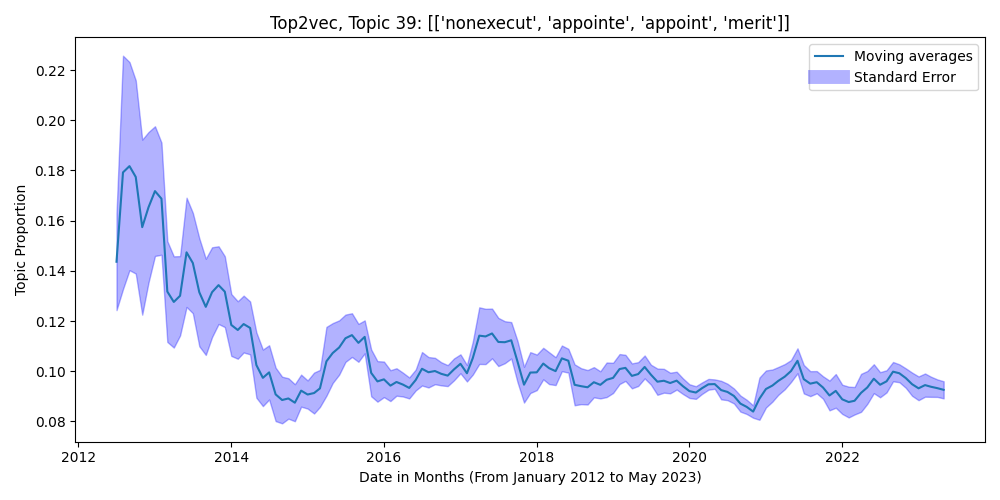 Top2vec, Topic 39: [['nonexecut', 'appointe', 'appoint', 'merit']]
Moving averages
Standard Error
Topic Proportion
0.22
0.20
0.18
0.16
0.14
0.12
0.10
0.08
2012 2014 2016 2018 2020 2022
Date in Months (From January 2012 to May 2023)